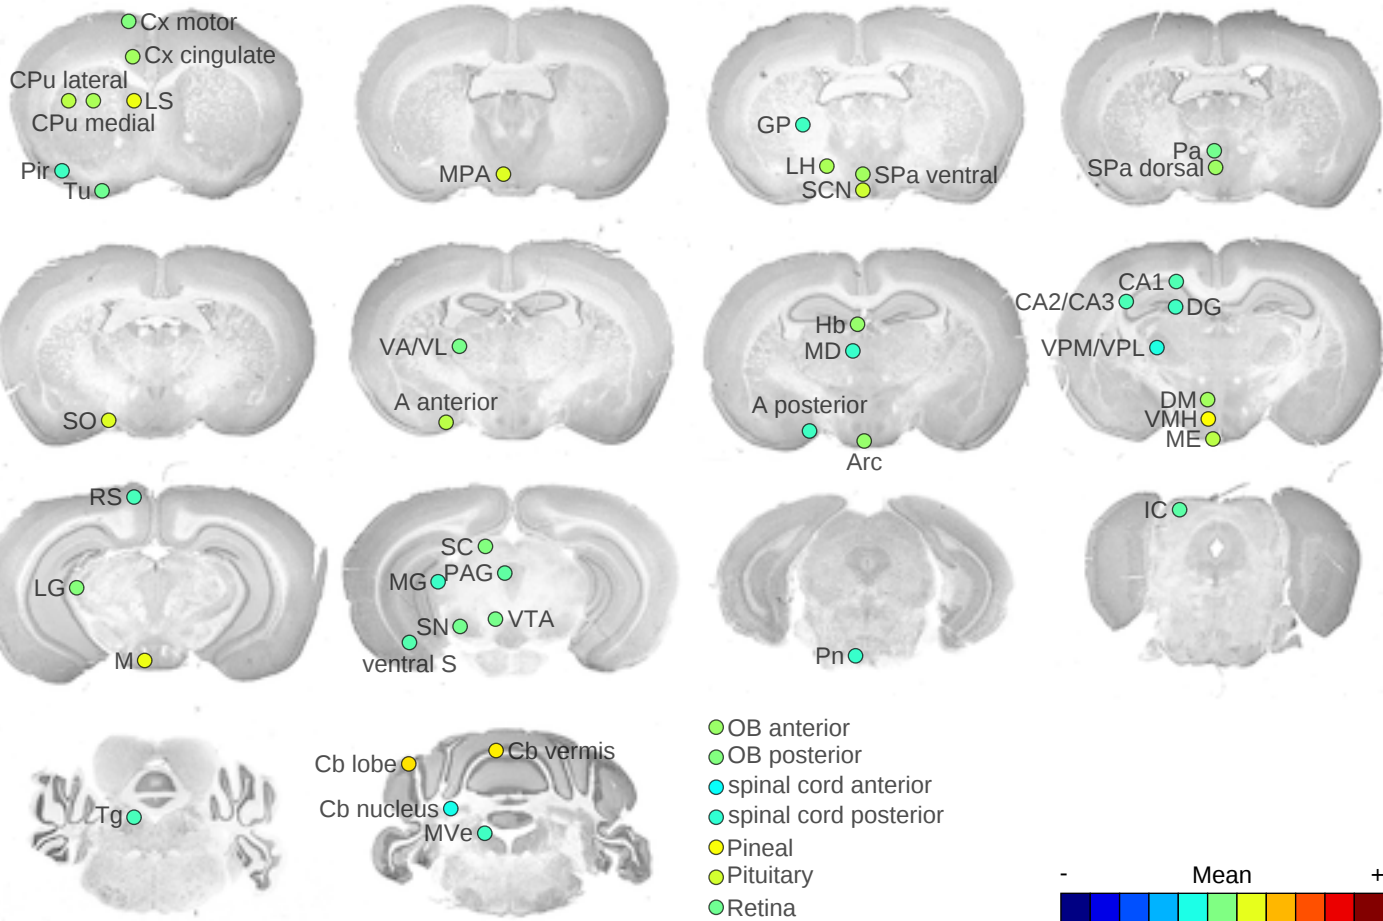 Cx motor
Cx cingulate
CPu lateral
LS
CPu medial
Pir
Tu
MPA
GP
LH
SPa ventral
SCN
Pa
SPa dorsal
SO
VA/VL
A anterior
Hb
MD
A posterior
Arc
CA1
CA2/CA3
DG
VPM/VPL
DM
VMH
ME
RS
LG
M
SC
MG
PAG
SN
VTA
ventral S
Pn
IC
Tg
Cb lobe
Cb vermis
Cb nucleus
MVe
OB anterior
OB posterior
spinal cord anterior
spinal cord posterior
Pineal
Pituitary
Retina
- Mean +